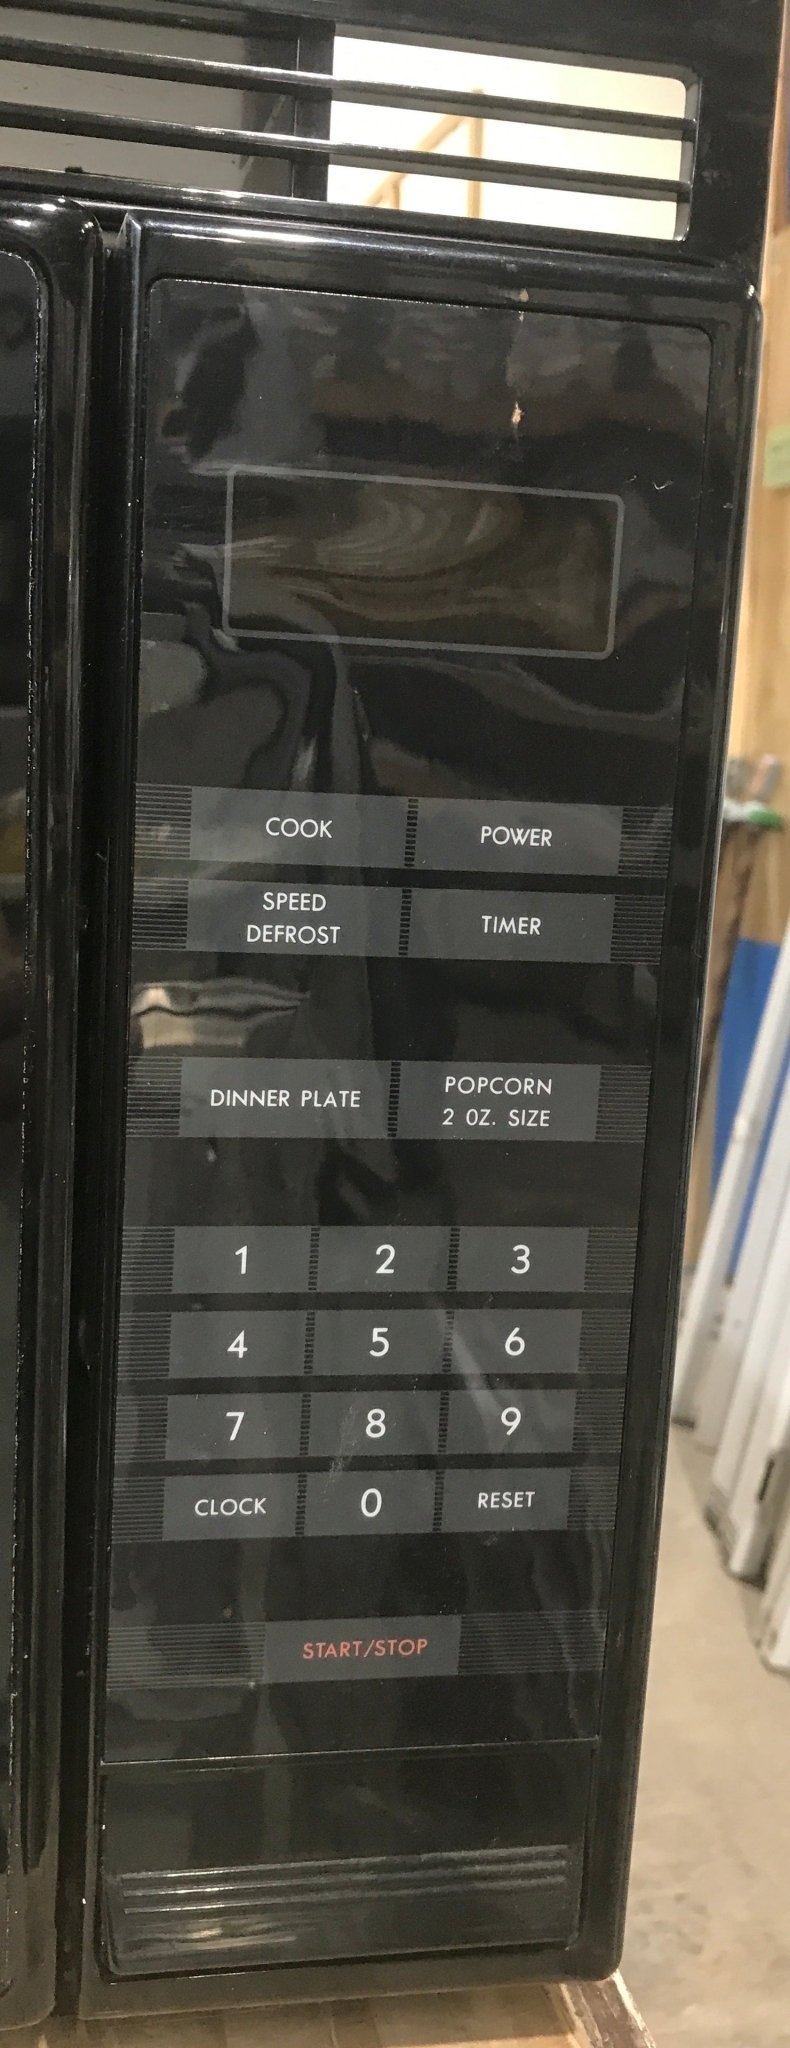 COOK POWER
SPEED
DEFROST
TIMER
DINNER PLATE
POPCORN
2 OZ. SIZE
1 2 3
4 5 6
7 8 9
CLOCK 0 RESET
START/STOP